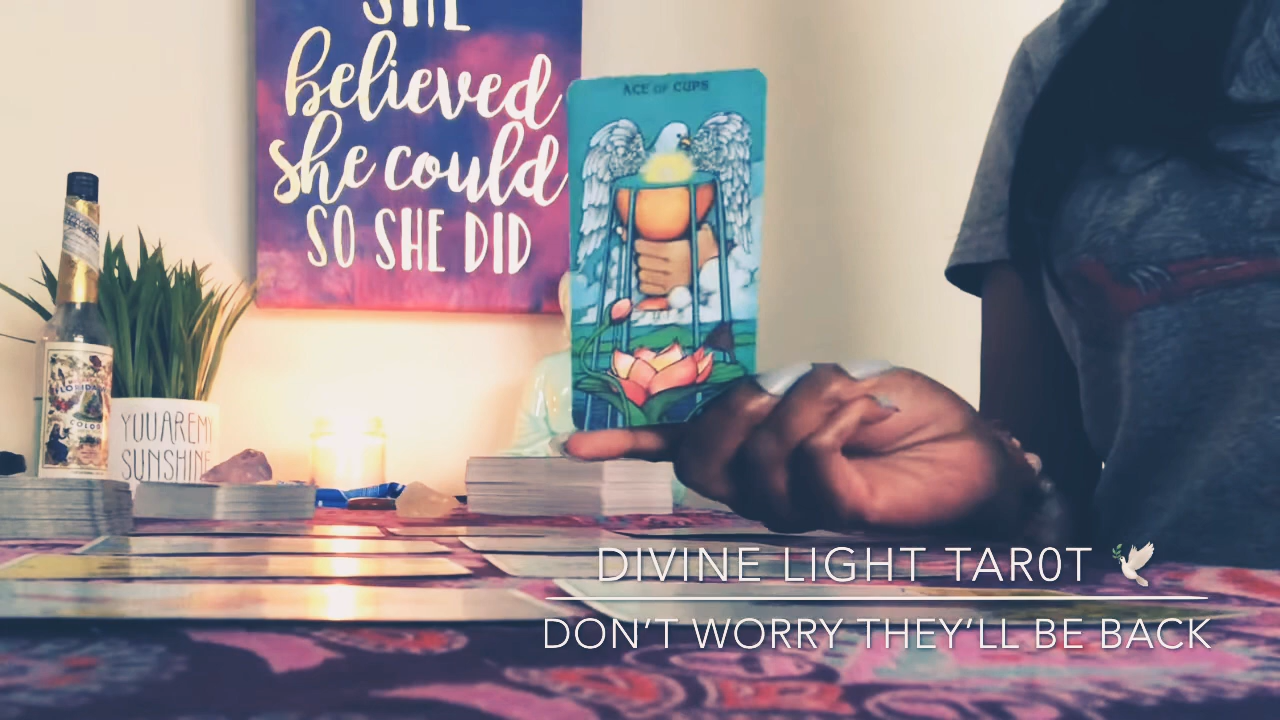 SHE
believed
she could
SO SHE DID
ACE OF CUPS
FLORIDA
COLOG
YUUAREMY
SUNSHINE
DIVINE LIGHT TAR0T 🕊
DON'T WORRY THEY'LL BE BACK